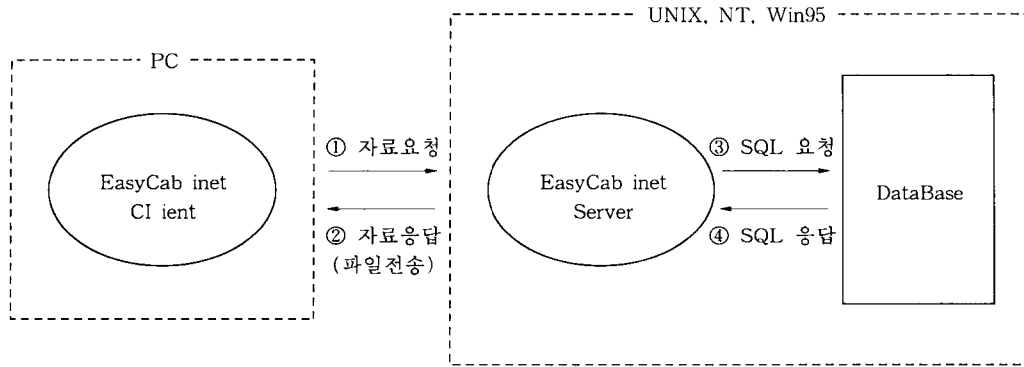 UNIX, NT, Win95
PC
① 자료요청
③ SQL 요청
EasyCab inet
CI ient
EasyCab inet
Server
DataBase
② 자료응답
(파일전송)
④ SQL 응답